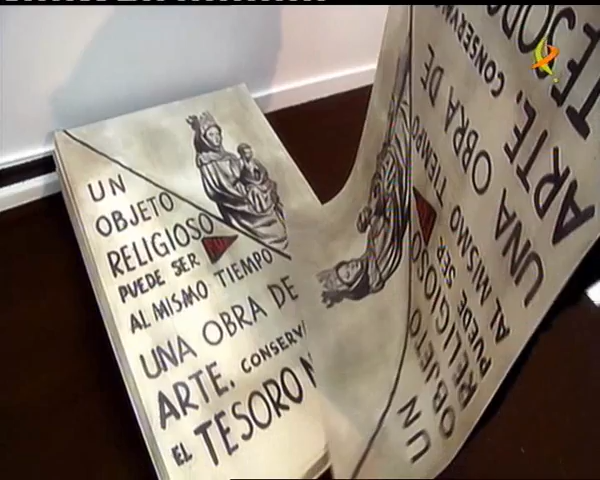 UN
OBJETO
RELIGIOSO
PUEDE SER
AL MISMO TIEMPO
UNA OBRA DE
ARTE.
EL TESORO
UN
OBJETO
RELIGIOSO
PUEDE SER
AL MISMO TIEMPO
UNA OBRA DE
ARTE.